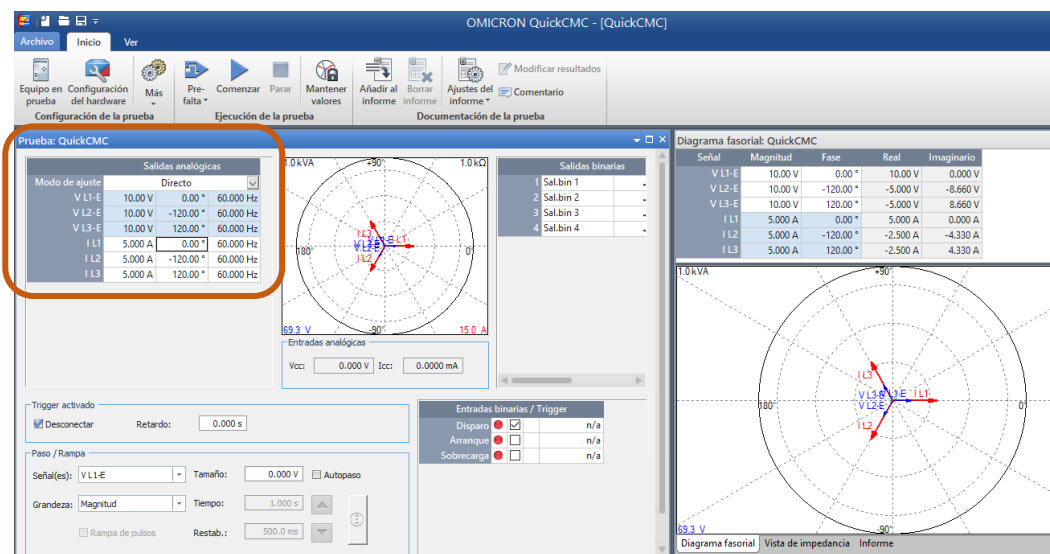 OMICRON QuickCMC - [QuickCMC]
Archivo Inicio Ver
Equipo en prueba
Configuración del hardware
Más
Pre-falta
Comenzar
Parar
Mantener valores
Añadir al informe
Borrar informe
Ajustes del informe
Modificar resultados
Comentario
Configuración de la prueba
Ejecución de la prueba
Documentación de la prueba
Prueba: QuickCMC
Salidas analógicas
Modo de ajuste Directo
V L1-E 10.00 V 0.00 ° 60.000 Hz
V L2-E 10.00 V -120.00 ° 60.000 Hz
V L3-E 10.00 V 120.00 ° 60.000 Hz
I L1 5.000 A 0.00 ° 60.000 Hz
I L2 5.000 A -120.00 ° 60.000 Hz
I L3 5.000 A 120.00 ° 60.000 Hz
1.0 kVA +90° 1.0 kΩ
I L3
I L2
180° 0°
69.3 V -90° 15.0 A
Entradas analógicas
Vcc: 0.000 V Icc: 0.0000 mA
Salidas binarias
1 Sal.bin 1
2 Sal.bin 2
3 Sal.bin 3
4 Sal.bin 4
Trigger activado
Desconectar Retardo: 0.000 s
Paso / Rampa
Señal(es): V L1-E Tamaño: 0.000 V Autopaso
Grandeza: Magnitud Tiempo: 1.000 s
Rampa de pulsos Restab.: 500.0 ms
Entradas binarias / Trigger
Disparo n/a
Arranque n/a
Sobrecarga n/a
Diagrama fasorial: QuickCMC
Señal Magnitud Fase Real Imaginario
V L1-E 10.00 V 0.00 ° 10.00 V 0.000 V
V L2-E 10.00 V -120.00 ° -5.000 V -8.660 V
V L3-E 10.00 V 120.00 ° -5.000 V 8.660 V
I L1 5.000 A 0.00 ° 5.000 A 0.000 A
I L2 5.000 A -120.00 ° -2.500 A -4.330 A
I L3 5.000 A 120.00 ° -2.500 A 4.330 A
1.0 kVA +90°
I L3
I L1
I L2
180° 0°
69.3 V -90°
Diagrama fasorial Vista de impedancia Informe